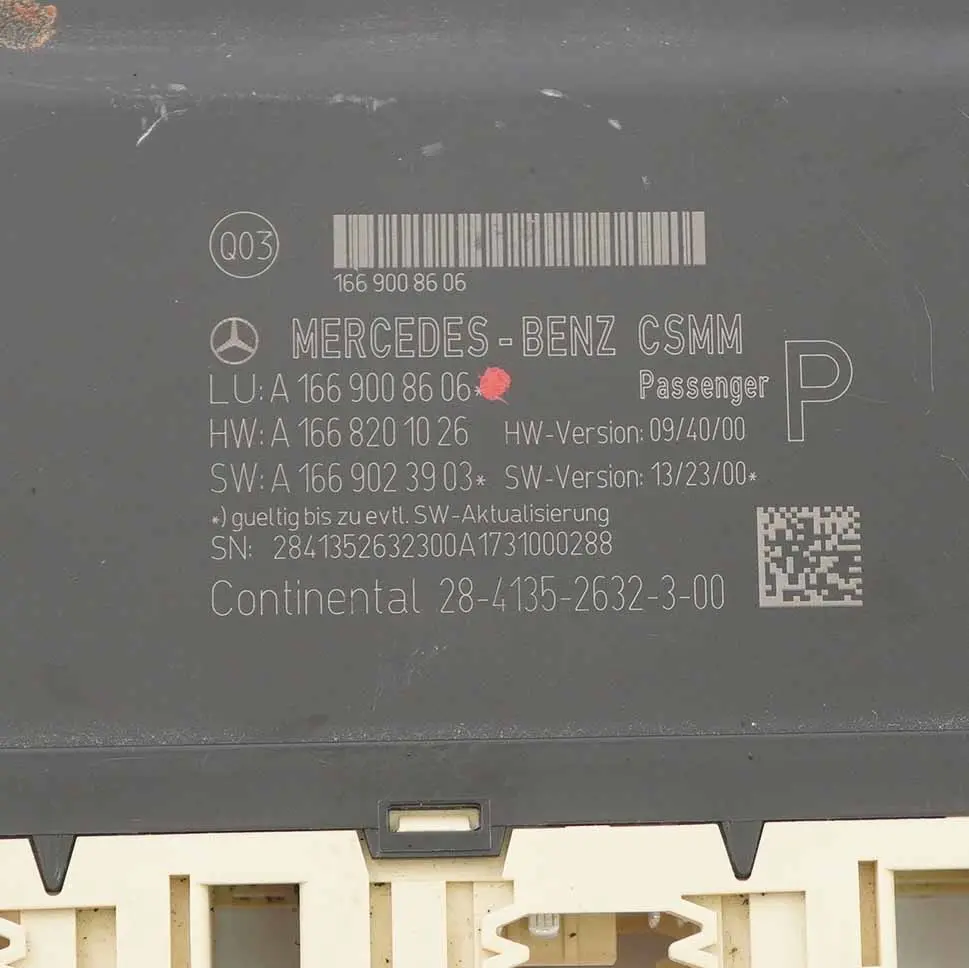 Q03
166 900 86 06
MERCEDES-BENZ CSMM
LU: A 166 900 86 06* Passenger P
HW: A 166 820 10 26 HW-Version: 09/40/00
SW: A 166 902 39 03* SW-Version: 13/23/00*
*) gueltig bis zu evtl. SW-Aktualisierung
SN: 2841352632300A1731000288
Continental 28-4135-2632-3-00